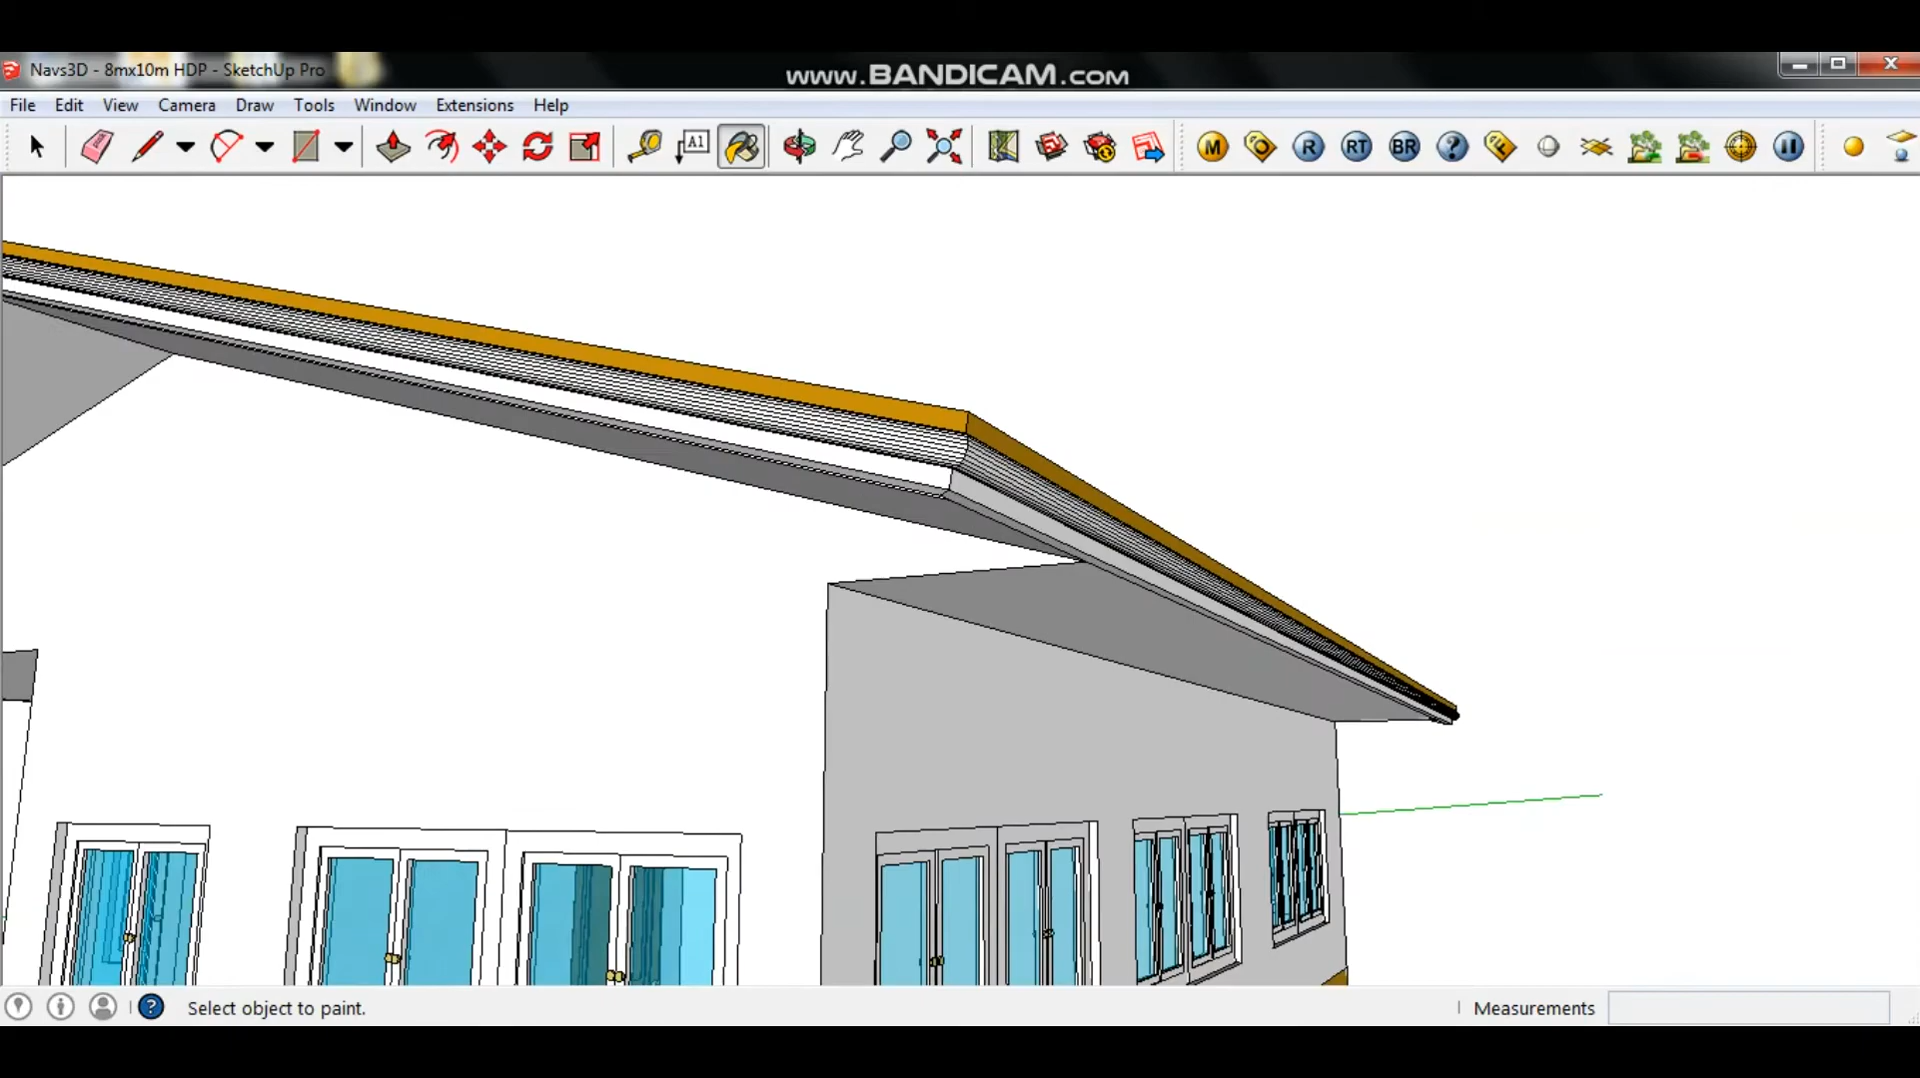 Navs3D - 8mx10m HDP - SketchUp Pro
www.BANDICAM.com
File Edit View Camera Draw Tools Window Extensions Help
A1 M O R RT BR ? F
? Select object to paint. Measurements